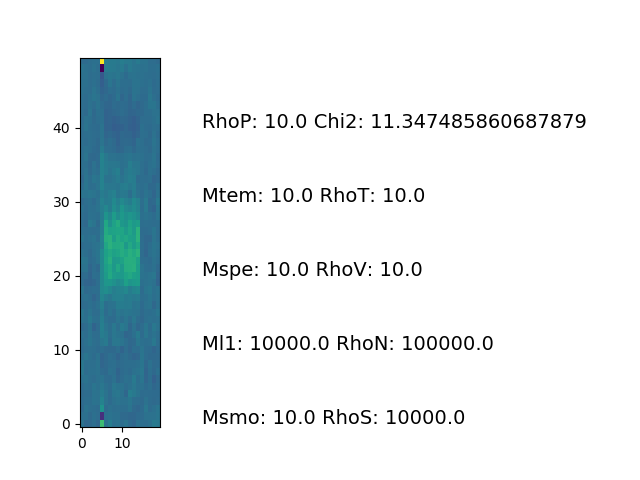 RhoP: 10.0 Chi2: 11.347485860687879
40
Mtem: 10.0 RhoT: 10.0
30
Mspe: 10.0 RhoV: 10.0
20
Ml1: 10000.0 RhoN: 100000.0
10
Msmo: 10.0 RhoS: 10000.0
0
0 10